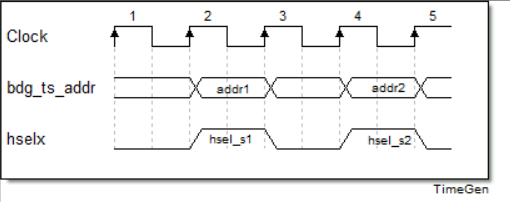 1 2 3 4 5
Clock
bdg_ts_addr addr1 addr2
hselx hsel_s1 hsel_s2
TimeGen